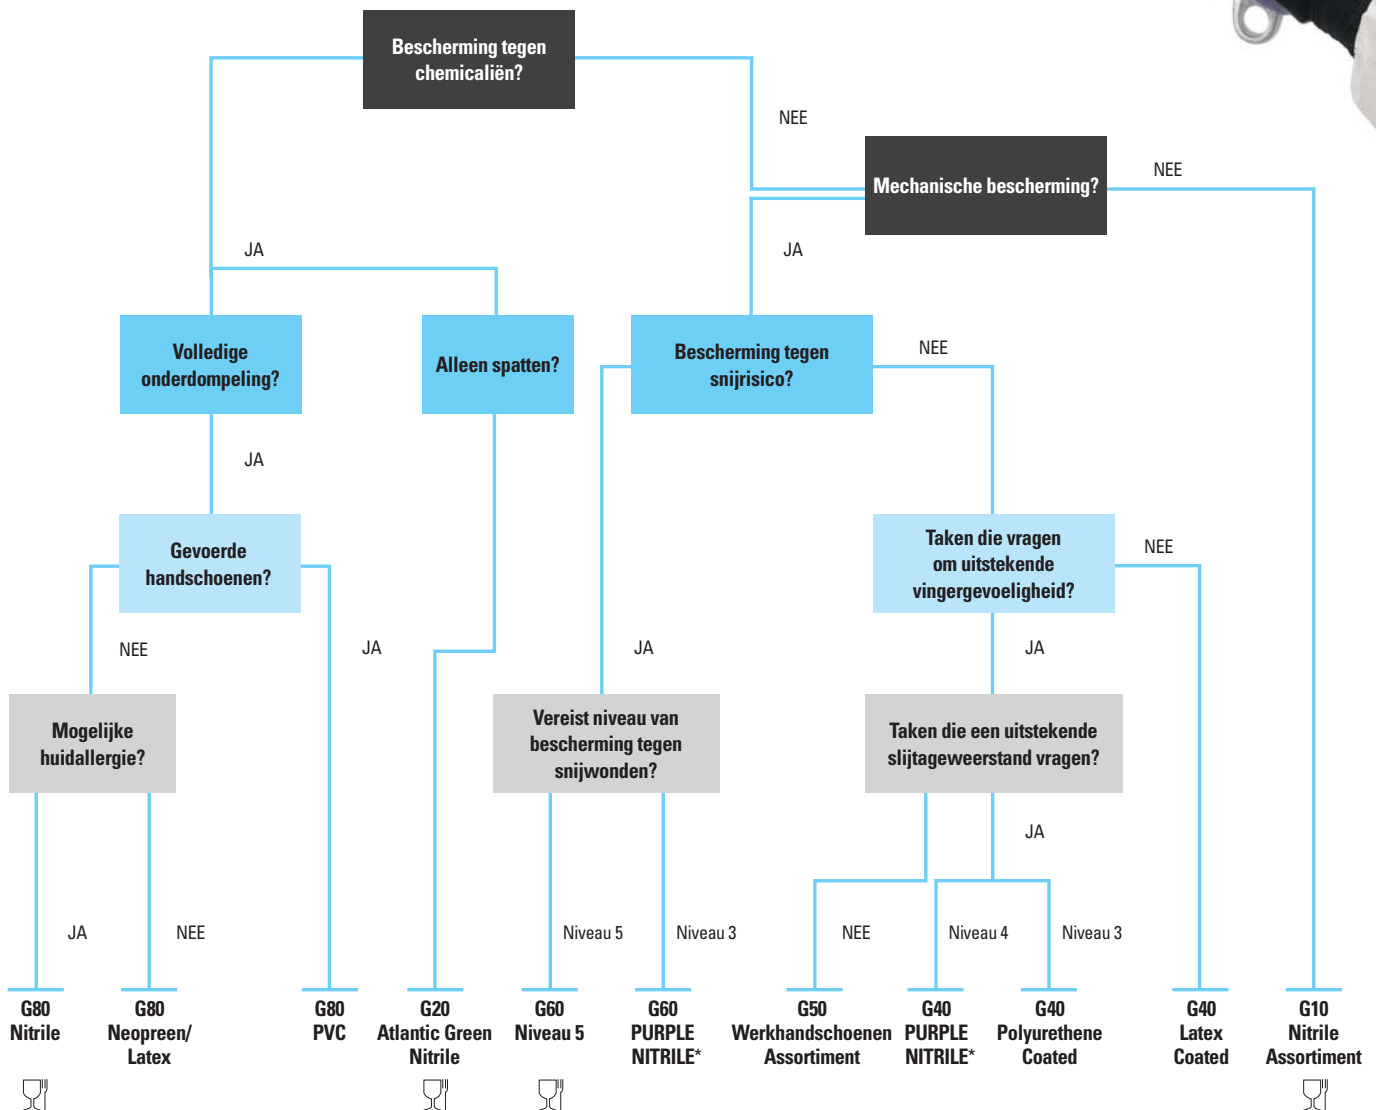 Bescherming tegen
chemicaliën?
NEE
Mechanische bescherming?
NEE
JA
JA
Volledige
onderdompeling?
Alleen spatten?
Bescherming tegen
snijrisico?
NEE
JA
Gevoerde
handschoenen?
Taken die vragen
om uitstekende
vingergevoeligheid?
NEE
NEE
JA
JA
JA
Mogelijke
huidallergie?
Vereist niveau van
bescherming tegen
snijwonden?
Taken die een uitstekende
slijtageweerstand vragen?
JA
JA
NEE
Niveau 5
Niveau 3
NEE
Niveau 4
Niveau 3
G80
Nitrile
G80
Neopreen/
Latex
G80
PVC
G20
Atlantic Green
Nitrile
G60
Niveau 5
G60
PURPLE
NITRILE*
G50
Werkhandschoenen
Assortiment
G40
PURPLE
NITRILE*
G40
Polyurethene
Coated
G40
Latex
Coated
G10
Nitrile
Assortiment